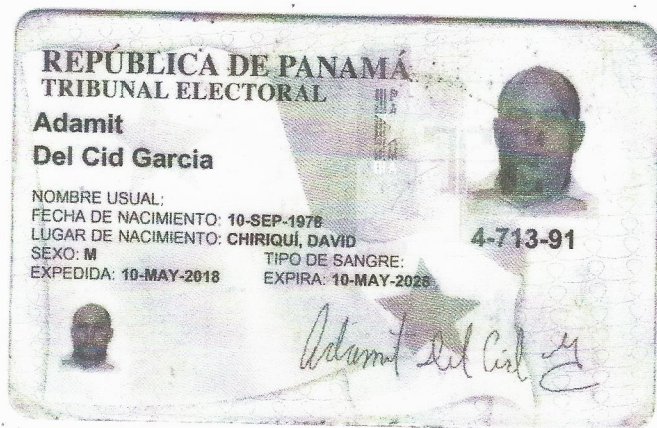 REPÚBLICA DE PANAMÁ
TRIBUNAL ELECTORAL
Adamit
Del Cid Garcia
NOMBRE USUAL:
FECHA DE NACIMIENTO: 10-SEP-1978
LUGAR DE NACIMIENTO: CHIRIQUÍ, DAVID
SEXO: M TIPO DE SANGRE:
EXPEDIDA: 10-MAY-2018 EXPIRA: 10-MAY-2028
4-713-91
Adamit Del Cid G